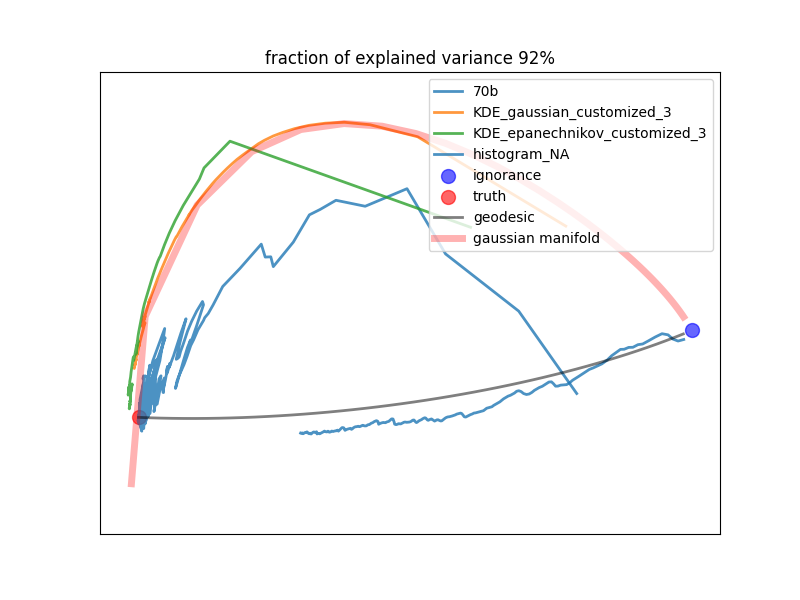 fraction of explained variance 92%
70b
KDE_gaussian_customized_3
KDE_epanechnikov_customized_3
histogram_NA
ignorance
truth
geodesic
gaussian manifold